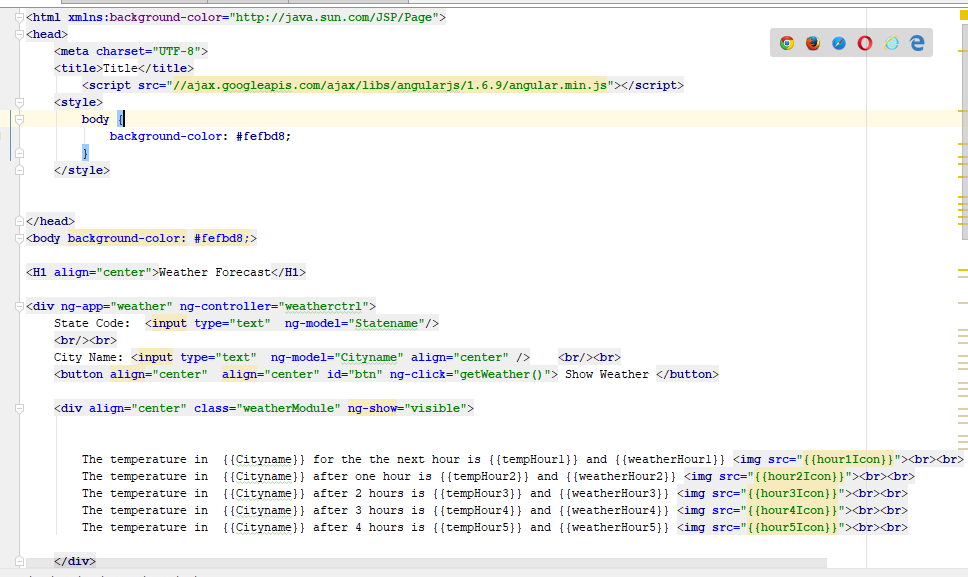 <html xmlns:background-color="http://java.sun.com/JSP/Page">
<head>
<meta charset="UTF-8">
<title>Title</title>
<script src="//ajax.googleapis.com/ajax/libs/angularjs/1.6.9/angular.min.js"></script>
<style>
body {
background-color: #fefbd8;
}
</style>
</head>
<body background-color: #fefbd8;>
<H1 align="center">Weather Forecast</H1>
<div ng-app="weather" ng-controller="weatherctrl">
State Code:  <input type="text"  ng-model="Statename"/>
<br/><br>
City Name: <input type="text"  ng-model="Cityname" align="center" />    <br/><br>
<button align="center"  align="center" id="btn" ng-click="getWeather()"> Show Weather </button>
<div align="center" class="weatherModule" ng-show="visible">
The temperature in  {{Cityname}} for the the next hour is {{tempHour1}} and {{weatherHour1}} <img src="{{hour1Icon}}"><br><br>
The temperature in  {{Cityname}} after one hour is {{tempHour2}} and {{weatherHour2}} <img src="{{hour2Icon}}"><br><br>
The temperature in  {{Cityname}} after 2 hours is {{tempHour3}} and {{weatherHour3}} <img src="{{hour3Icon}}"><br><br>
The temperature in  {{Cityname}} after 3 hours is {{tempHour4}} and {{weatherHour4}} <img src="{{hour4Icon}}"><br><br>
The temperature in  {{Cityname}} after 4 hours is {{tempHour5}} and {{weatherHour5}} <img src="{{hour5Icon}}"><br><br>
</div>